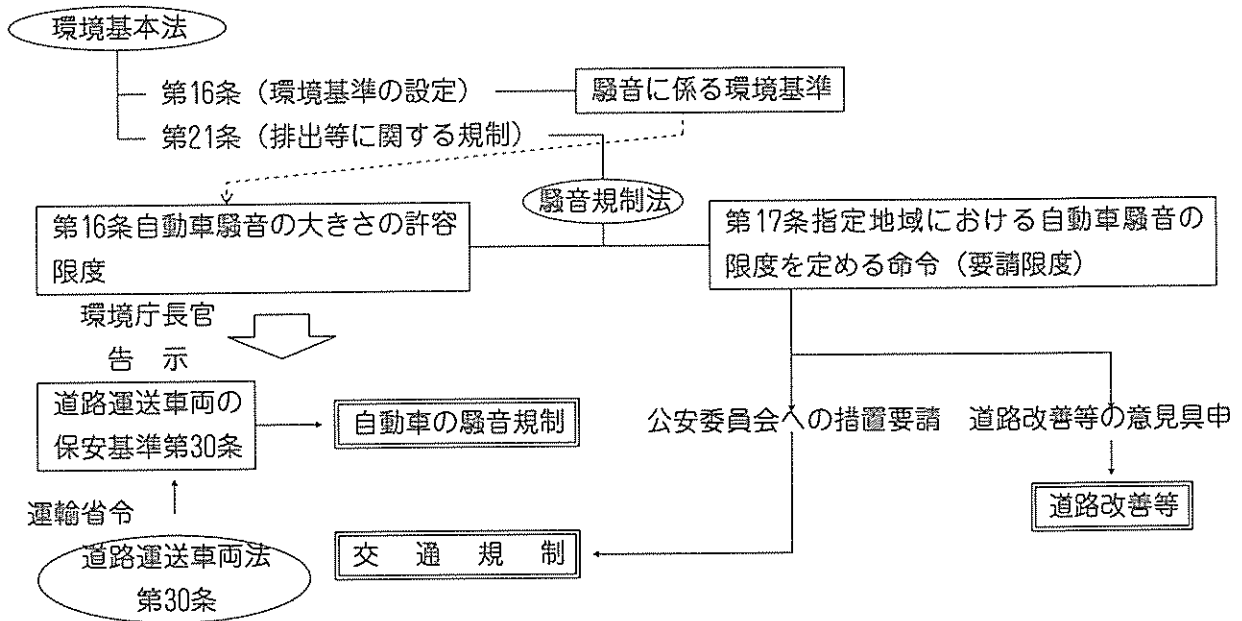 環境基本法
第16条（環境基準の設定）
騒音に係る環境基準
第21条（排出等に関する規制）
騒音規制法
第16条自動車騒音の大きさの許容
限度
第17条指定地域における自動車騒音の
限度を定める命令（要請限度）
環境庁長官
告　示
道路運送車両の
保安基準第30条
自動車の騒音規制
公安委員会への措置要請
道路改善等の意見具申
運輸省令
道路改善等
交　通　規　制
道路運送車両法
第30条